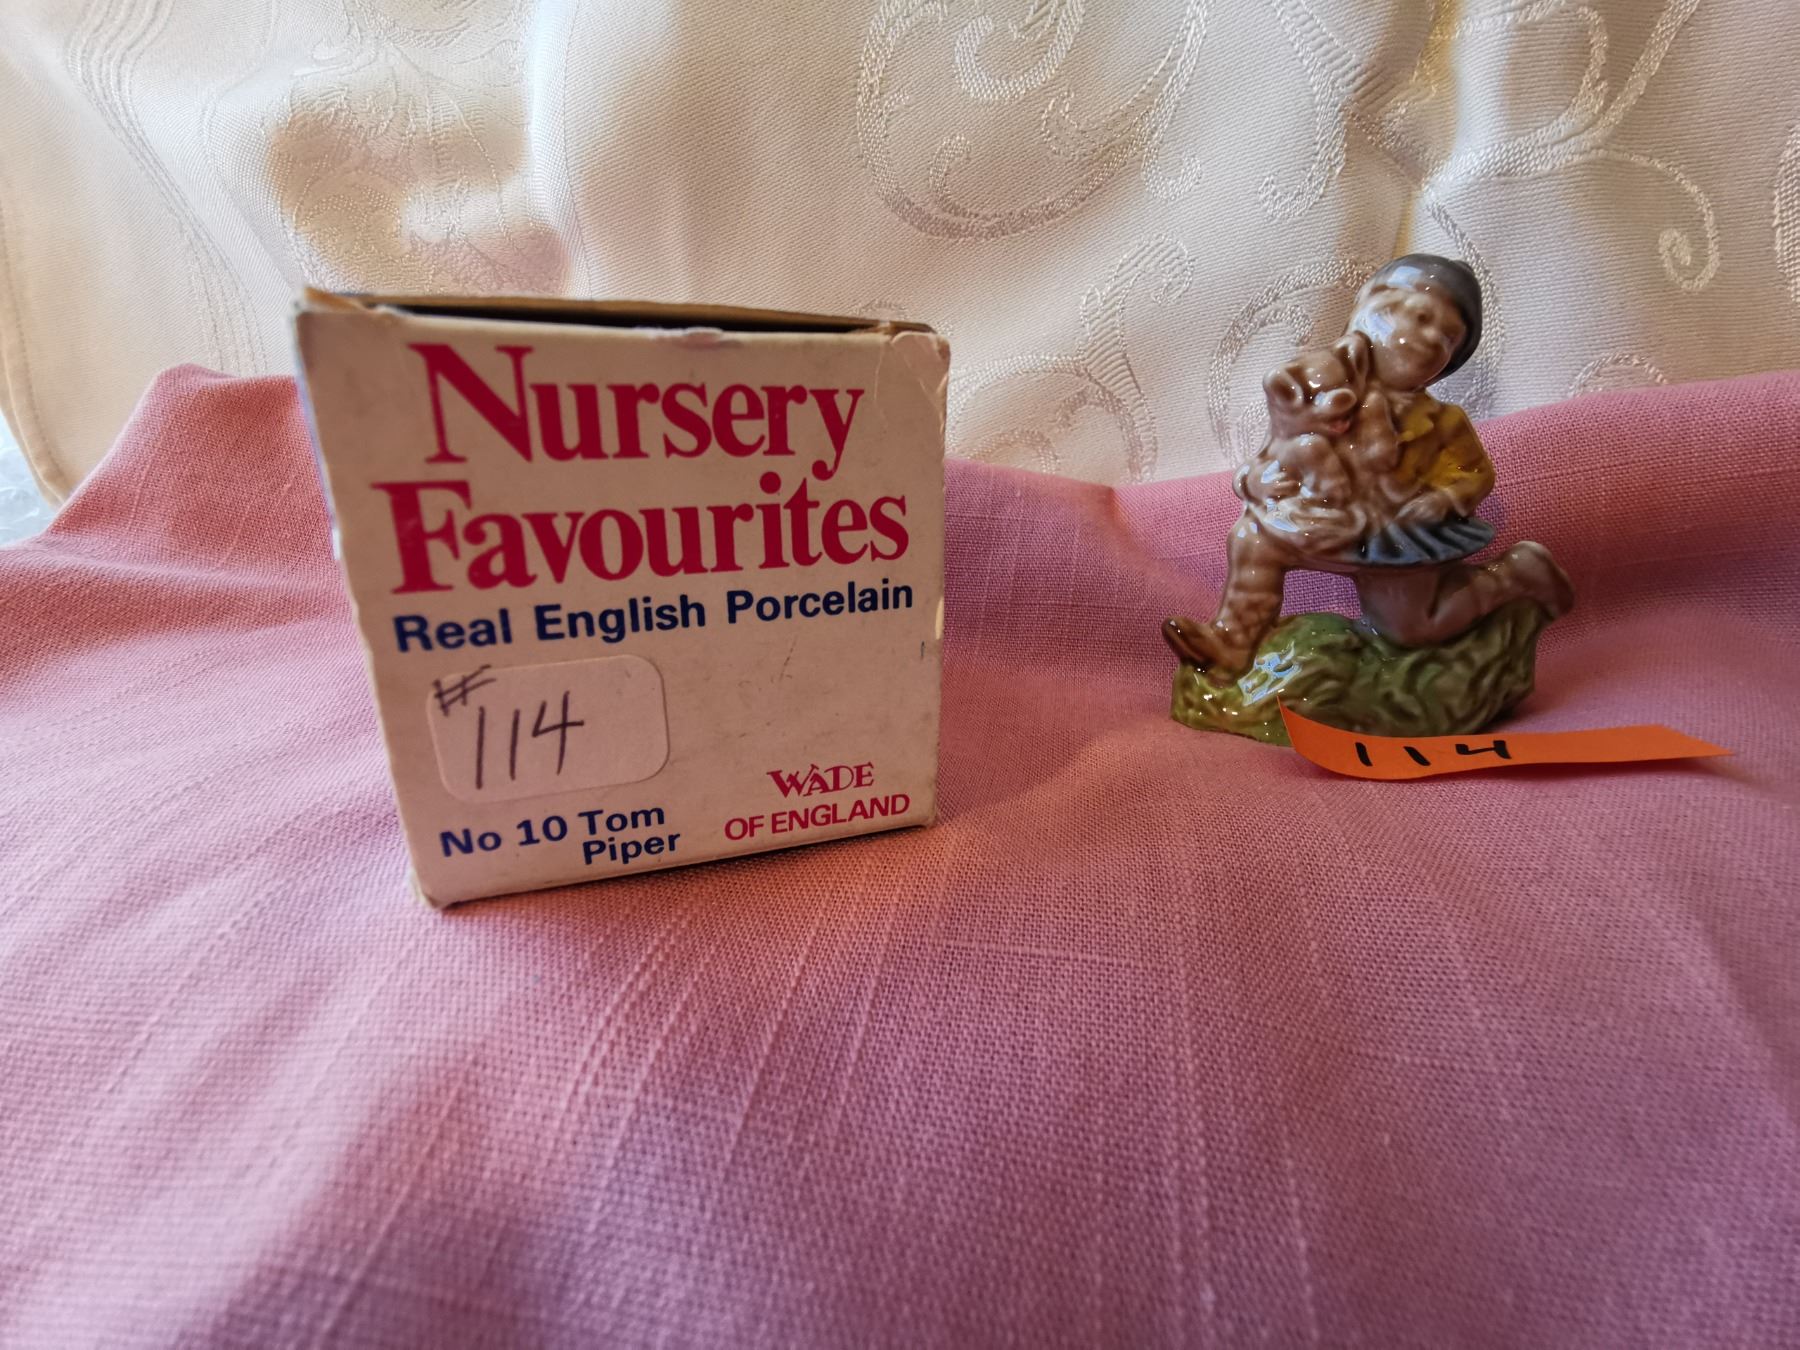 Nursery
Favourites
Real English Porcelain
# 114
No 10 Tom
Piper
WADE
OF ENGLAND
114